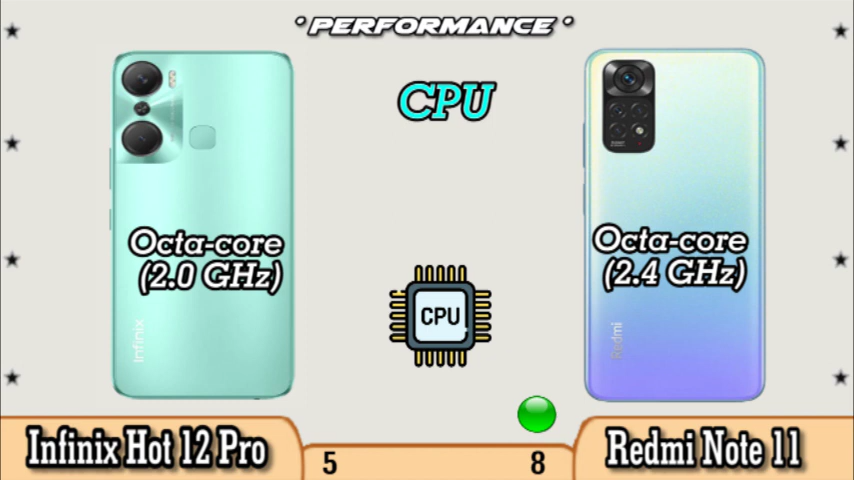 * PERFORMANCE *
CPU
Octa-core
(2.0 GHz)
Octa-core
(2.4 GHz)
CPU
Infinix
Redmi
Infinix Hot 12 Pro
5
8
Redmi Note 11